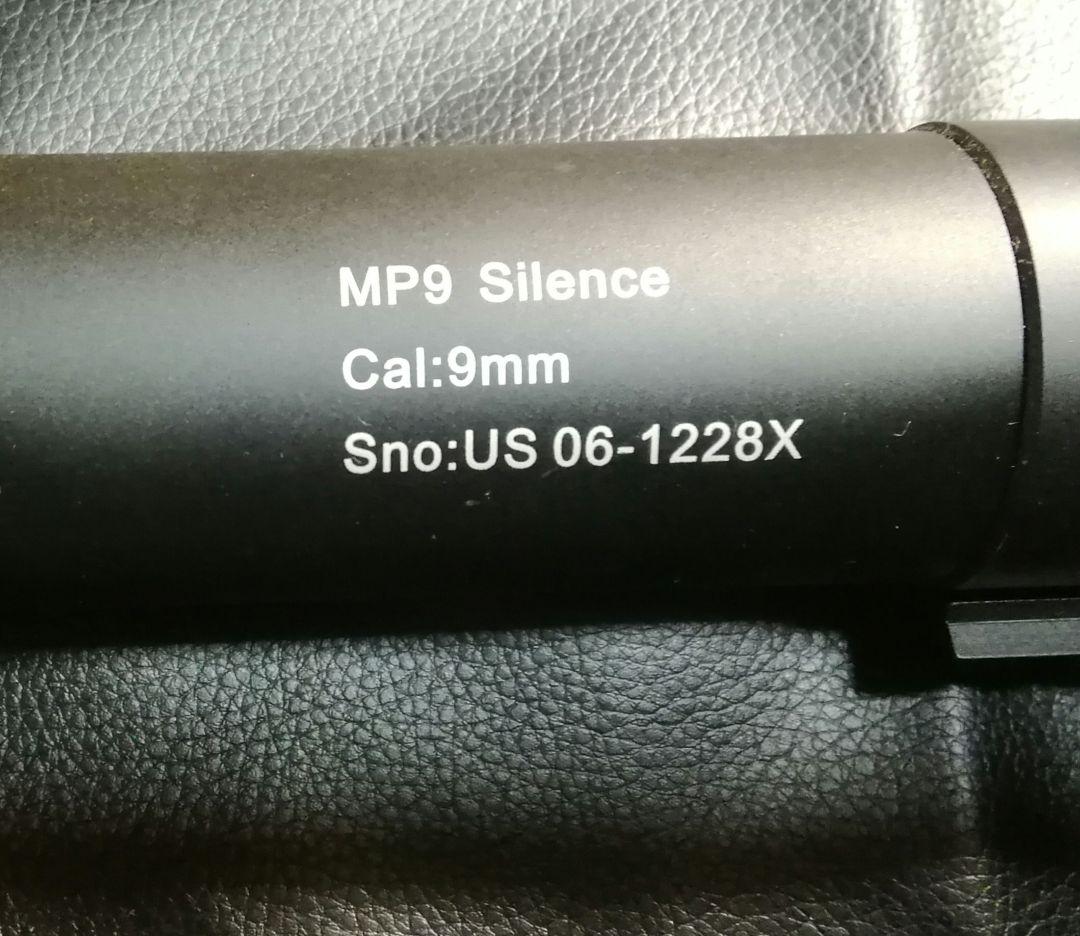 MP9 Silence
Cal:9mm
Sno:US 06-1228X